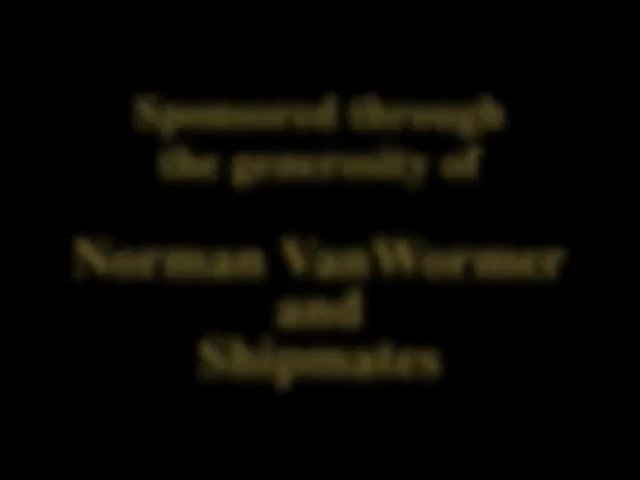 Sponsored through
the generosity of
Norman VanWormer
and
Shipmates